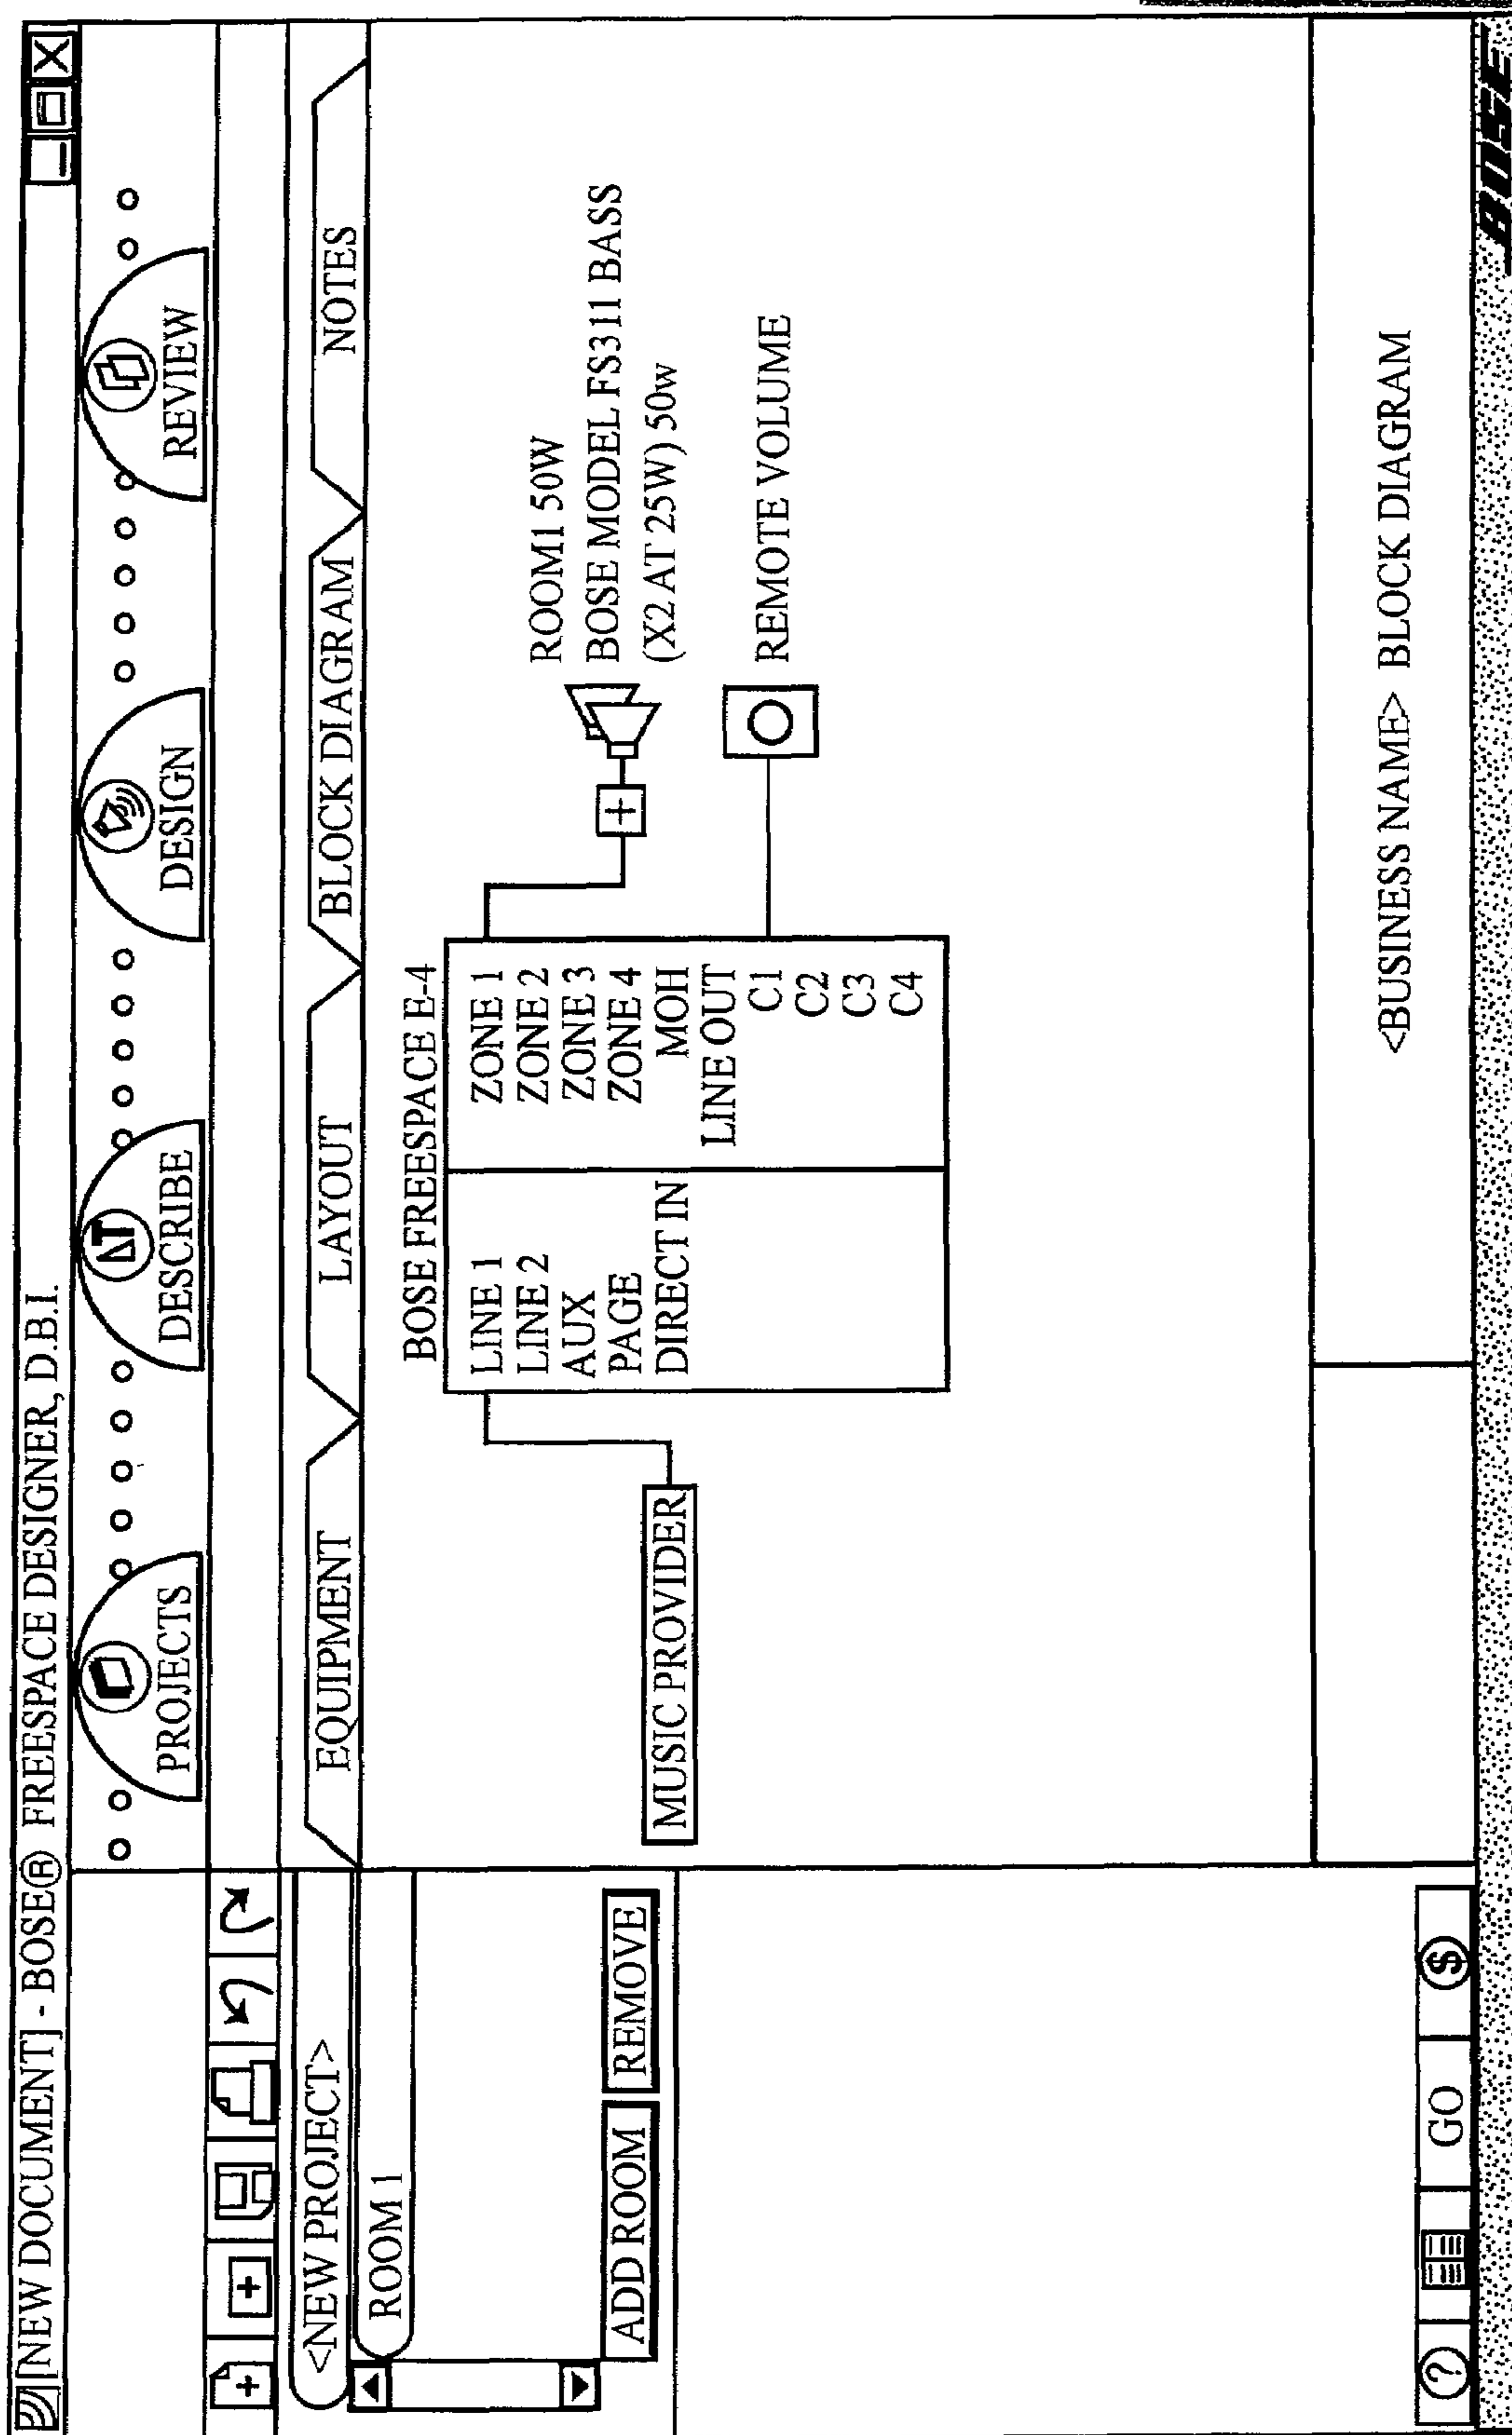 [NEW DOCUMENT] - BOSE® FREESPACE DESIGNER, D.B.I.
PROJECTS
DESCRIBE
DESIGN
REVIEW
<NEW PROJECT>
ROOM 1
ADD ROOM
REMOVE
EQUIPMENT
LAYOUT
BLOCK DIAGRAM
NOTES
BOSE FREESPACE E-4
LINE 1
LINE 2
AUX
PAGE
DIRECT IN
ZONE 1
ZONE 2
ZONE 3
ZONE 4
MOH
LINE OUT
C1
C2
C3
C4
MUSIC PROVIDER
ROOM1 50W
BOSE MODEL FS311 BASS
(X2 AT 25W) 50w
REMOTE VOLUME
<BUSINESS NAME> BLOCK DIAGRAM
?
GO
$
BOSE